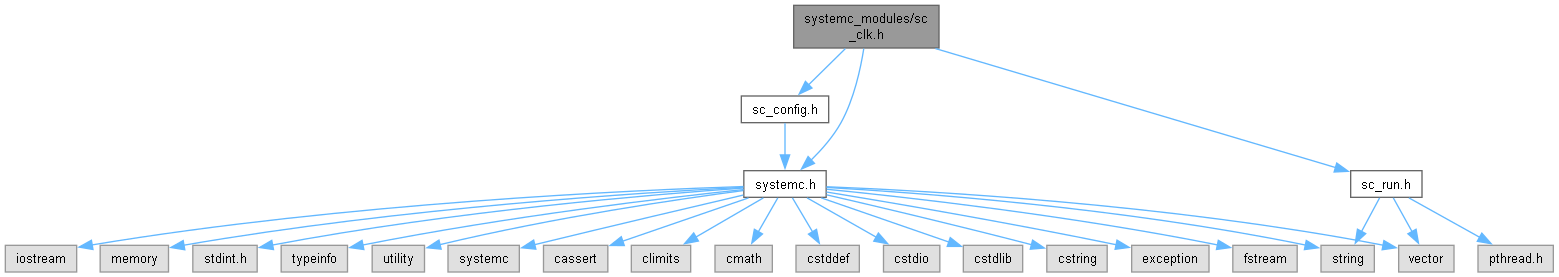 systemc_modules/sc
_clk.h
sc_config.h
systemc.h
sc_run.h
iostream
memory
stdint.h
typeinfo
utility
systemc
cassert
climits
cmath
cstddef
cstdio
cstdlib
cstring
exception
fstream
string
vector
pthread.h